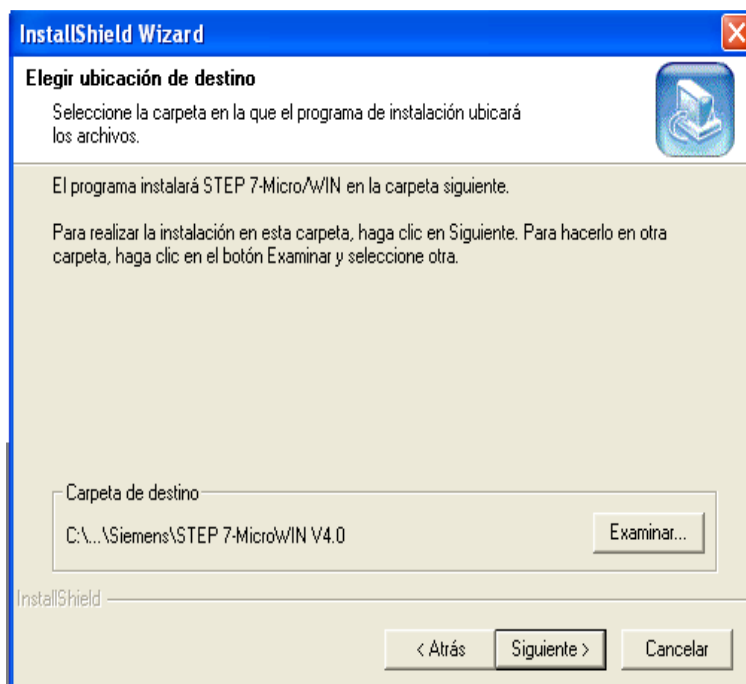 InstallShield Wizard
Elegir ubicación de destino
Seleccione la carpeta en la que el programa de instalación ubicará
los archivos.
El programa instalará STEP 7-Micro/WIN en la carpeta siguiente.
Para realizar la instalación en esta carpeta, haga clic en Siguiente. Para hacerlo en otra
carpeta, haga clic en el botón Examinar y seleccione otra.
Carpeta de destino
C:\...\Siemens\STEP 7-MicroWIN V4.0
Examinar...
InstallShield
< Atrás
Siguiente >
Cancelar